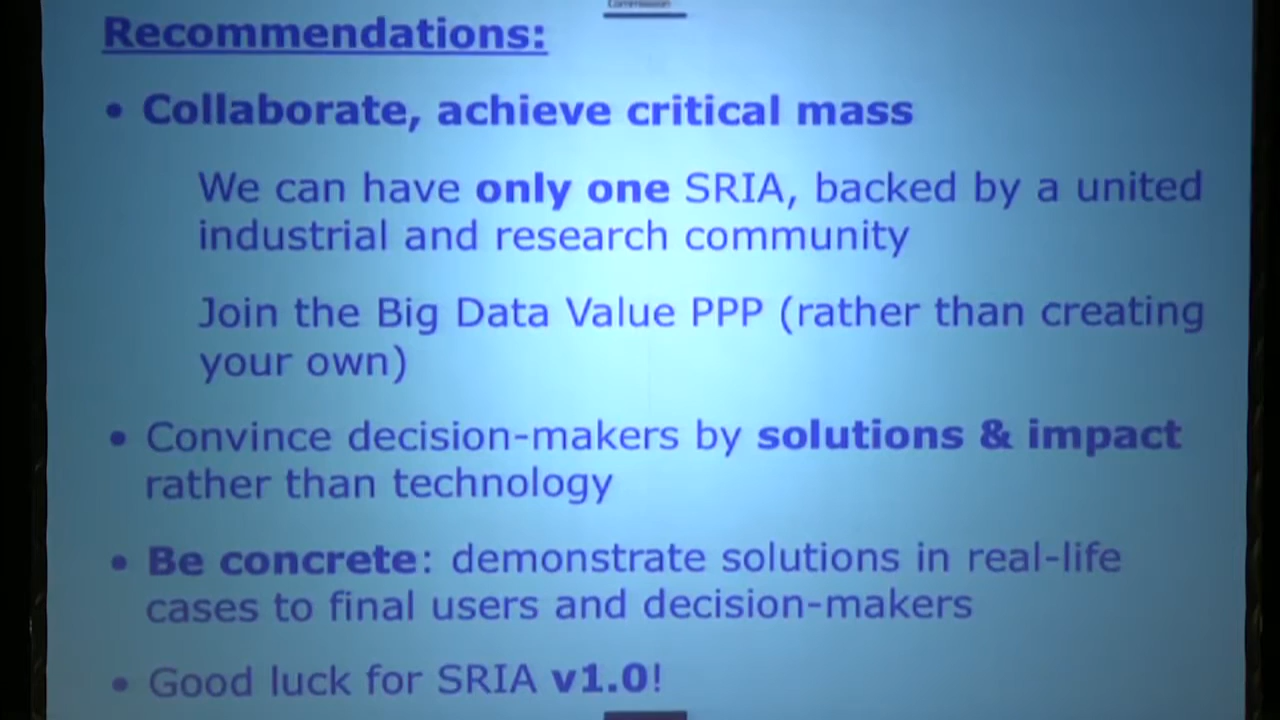 Commission
Recommendations:
• Collaborate, achieve critical mass
We can have only one SRIA, backed by a united
industrial and research community
Join the Big Data Value PPP (rather than creating
your own)
• Convince decision-makers by solutions & impact
rather than technology
• Be concrete: demonstrate solutions in real-life
cases to final users and decision-makers
• Good luck for SRIA v1.0!